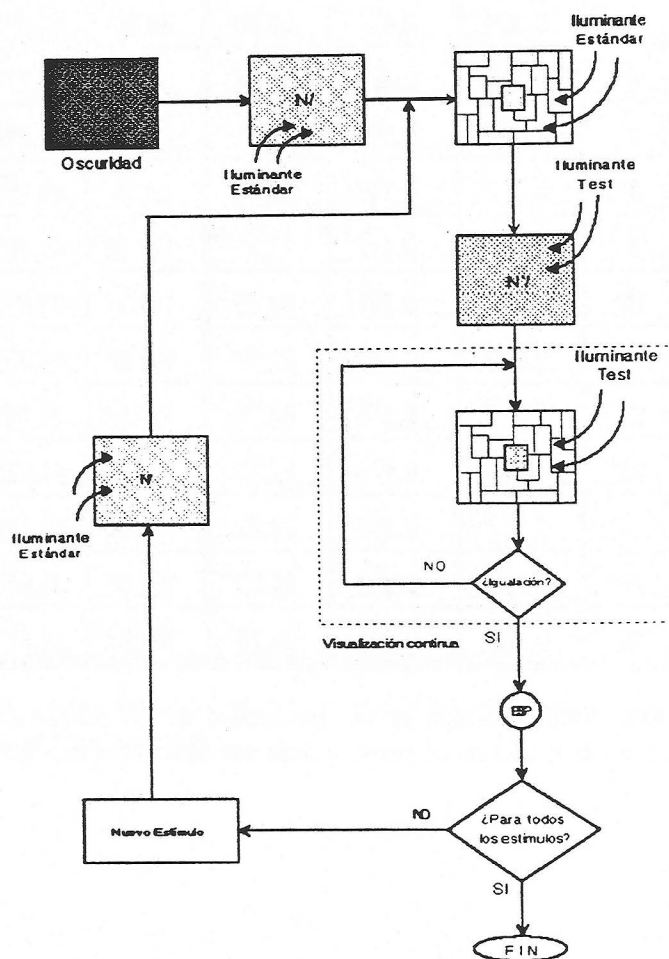 Iluminante
Estándar
N/
Oscuridad
Iluminante
Estándar
Iluminante
Test
N'/
Iluminante
Test
N
Iluminante
Estándar
NO
¿Igualación?
Visualización continua
SI
ESP
Nuevo Estímulo
NO
¿Para todos
los estímulos?
SI
FIN